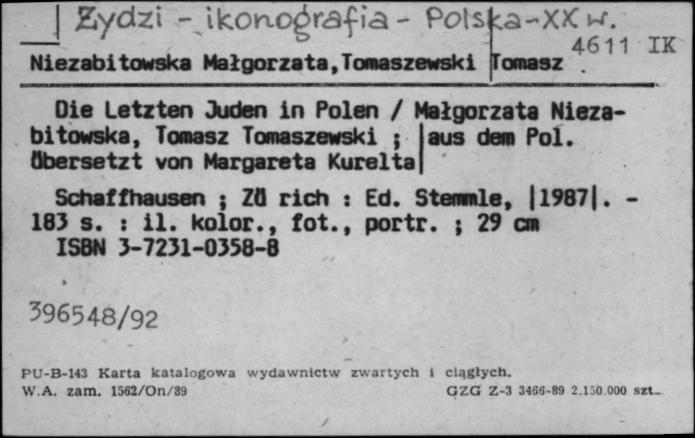 Żydzi - ikonografia - Polska - XX w.
4611 IK
Niezabitowska Małgorzata, Tomaszewski Tomasz
Die Letzten Juden in Polen / Małgorzata Nieza-
bitowska, Tomasz Tomaszewski ; |aus dem Pol.
übersetzt von Margareta Kurelta|
Schaffhausen ; Zü rich : Ed. Stemmle, |1987|. -
183 s. : il. kolor., fot., portr. ; 29 cm
ISBN 3-7231-0358-8
396548/92
PU-B-143 Karta katalogowa wydawnictw zwartych i ciągłych.
W.A. zam. 1562/On/89 GZG Z-3 3466-89 2.150.000 szt.